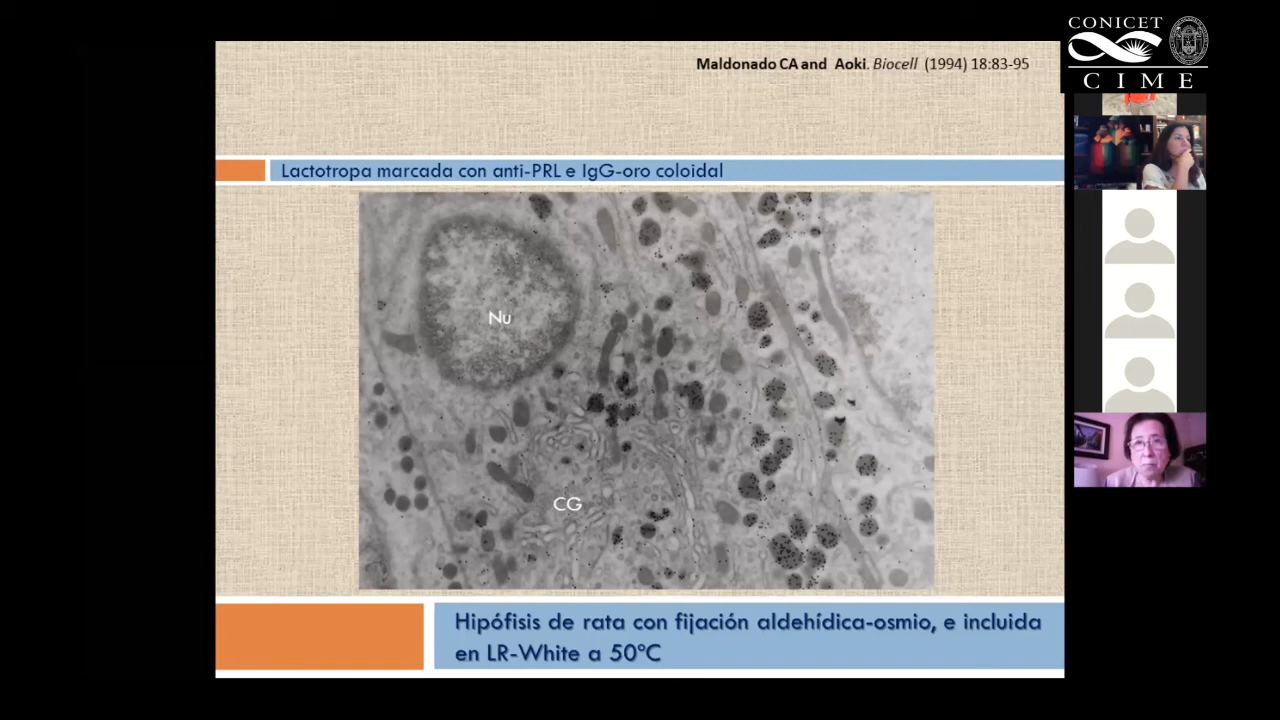 CONICET
CIME
Maldonado CA and Aoki. Biocell (1994) 18:83-95
Lactotropa marcada con anti-PRL e IgG-oro coloidal
Nu
CG
Hipófisis de rata con fijación aldehídica-osmio, e incluida
en LR-White a 50ºC